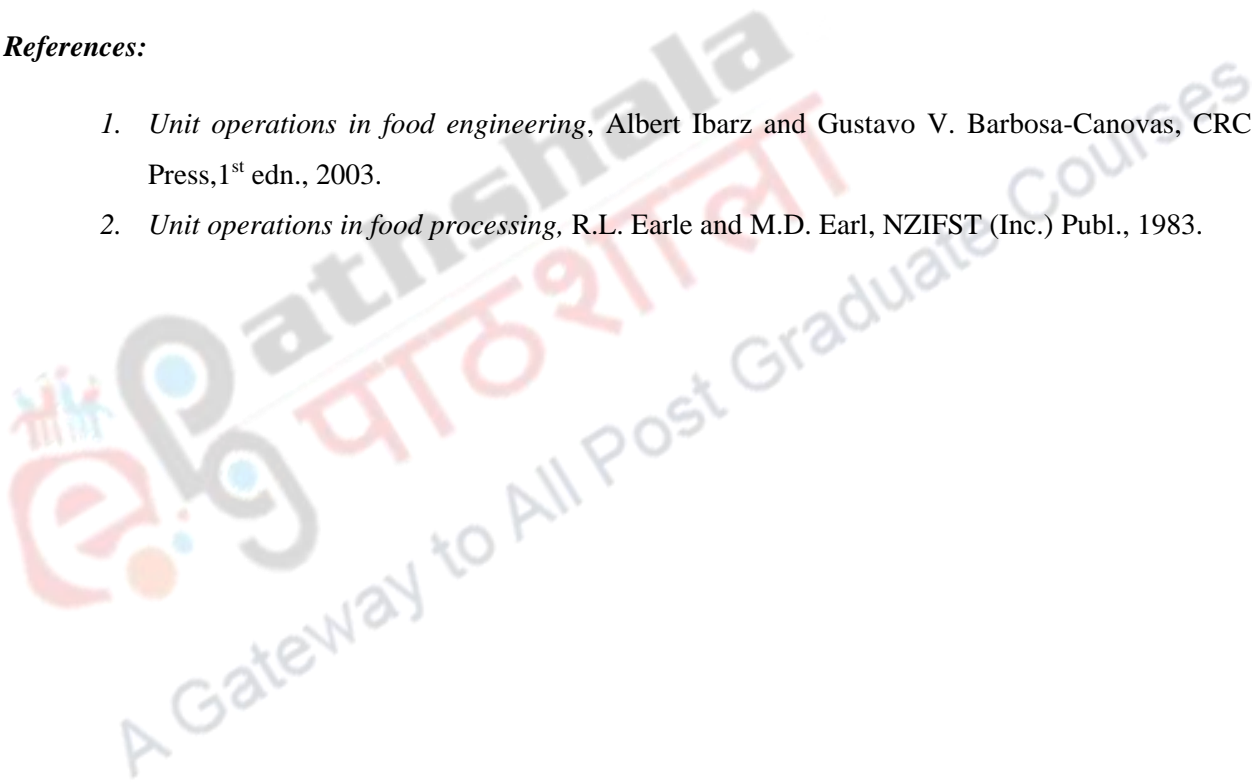 References:
1. Unit operations in food engineering, Albert Ibarz and Gustavo V. Barbosa-Canovas, CRC
Press,1st edn., 2003.
2. Unit operations in food processing, R.L. Earle and M.D. Earl, NZIFST (Inc.) Publ., 1983.
e Pg
athshala
पाठशाला
A Gateway to All Post Graduate Courses